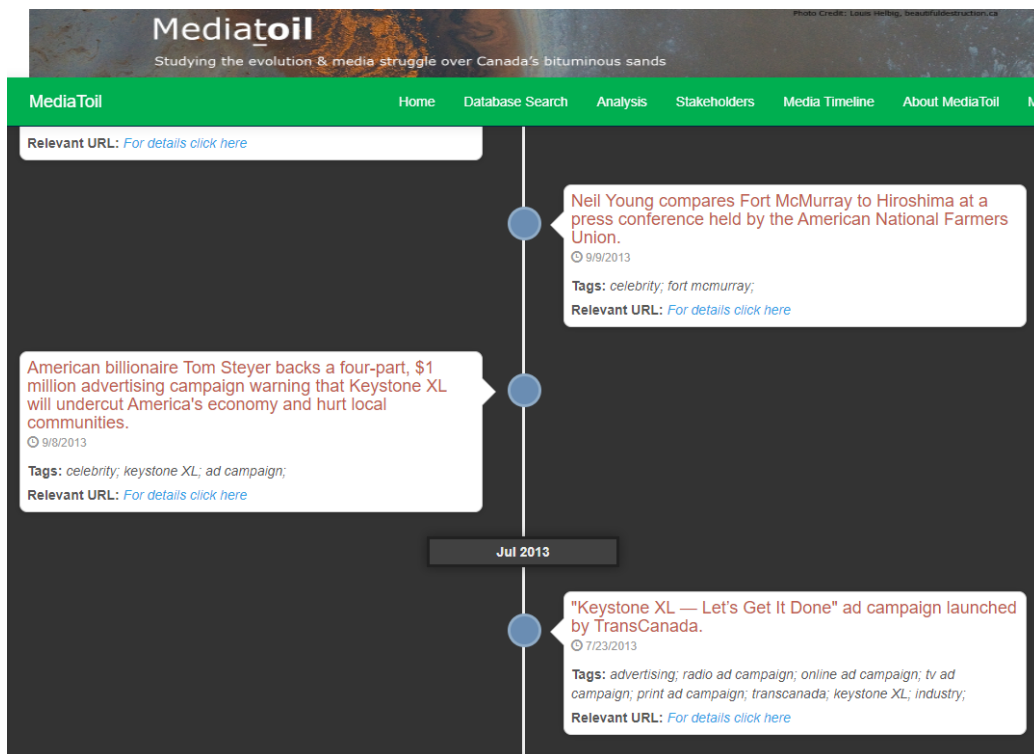 Photo Credit: Louis Helbig, beautifuldestruction.ca
Mediatoil
Studying the evolution & media struggle over Canada's bituminous sands
MediaToil Home Database Search Analysis Stakeholders Media Timeline About MediaToil M
Relevant URL: For details click here
Neil Young compares Fort McMurray to Hiroshima at a
press conference held by the American National Farmers
Union.
9/9/2013
Tags: celebrity; fort mcmurray;
Relevant URL: For details click here
American billionaire Tom Steyer backs a four-part, $1
million advertising campaign warning that Keystone XL
will undercut America's economy and hurt local
communities.
9/8/2013
Tags: celebrity; keystone XL; ad campaign;
Relevant URL: For details click here
Jul 2013
"Keystone XL — Let's Get It Done" ad campaign launched
by TransCanada.
7/23/2013
Tags: advertising; radio ad campaign; online ad campaign; tv ad
campaign; print ad campaign; transcanada; keystone XL; industry;
Relevant URL: For details click here